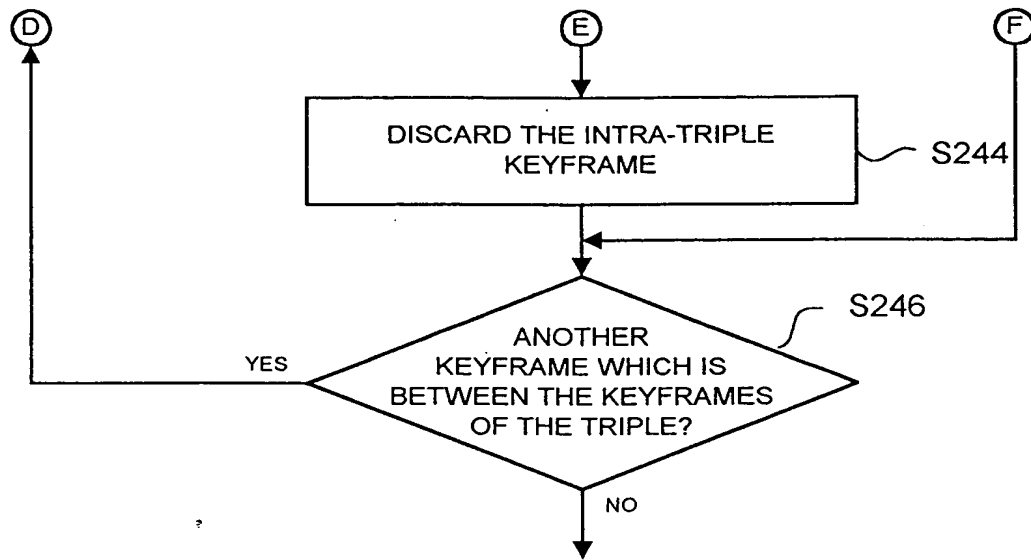 D
E
F
DISCARD THE INTRA-TRIPLE
KEYFRAME
S244
S246
ANOTHER
KEYFRAME WHICH IS
BETWEEN THE KEYFRAMES
OF THE TRIPLE?
YES
NO